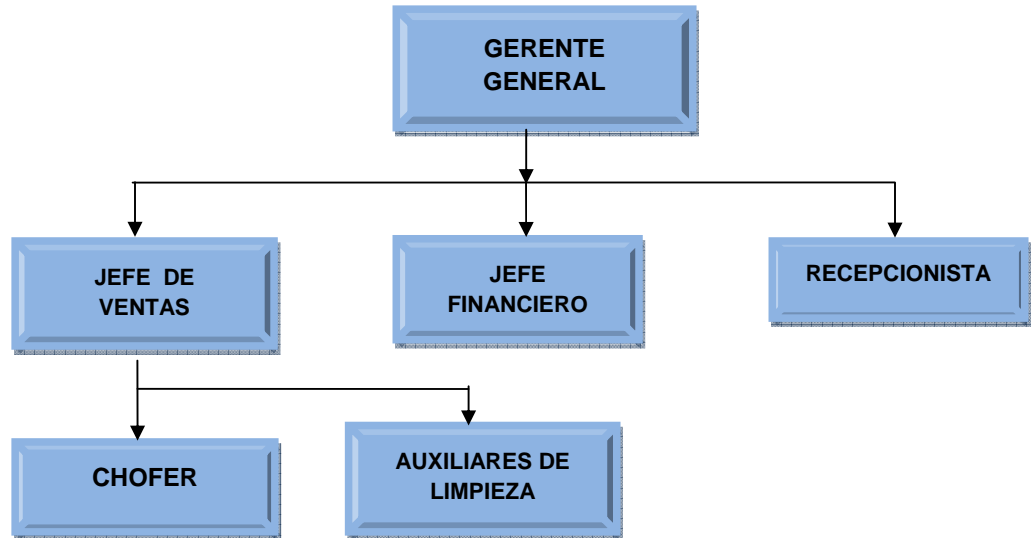 GERENTE
GENERAL
JEFE DE
VENTAS
JEFE
FINANCIERO
RECEPCIONISTA
CHOFER
AUXILIARES DE
LIMPIEZA